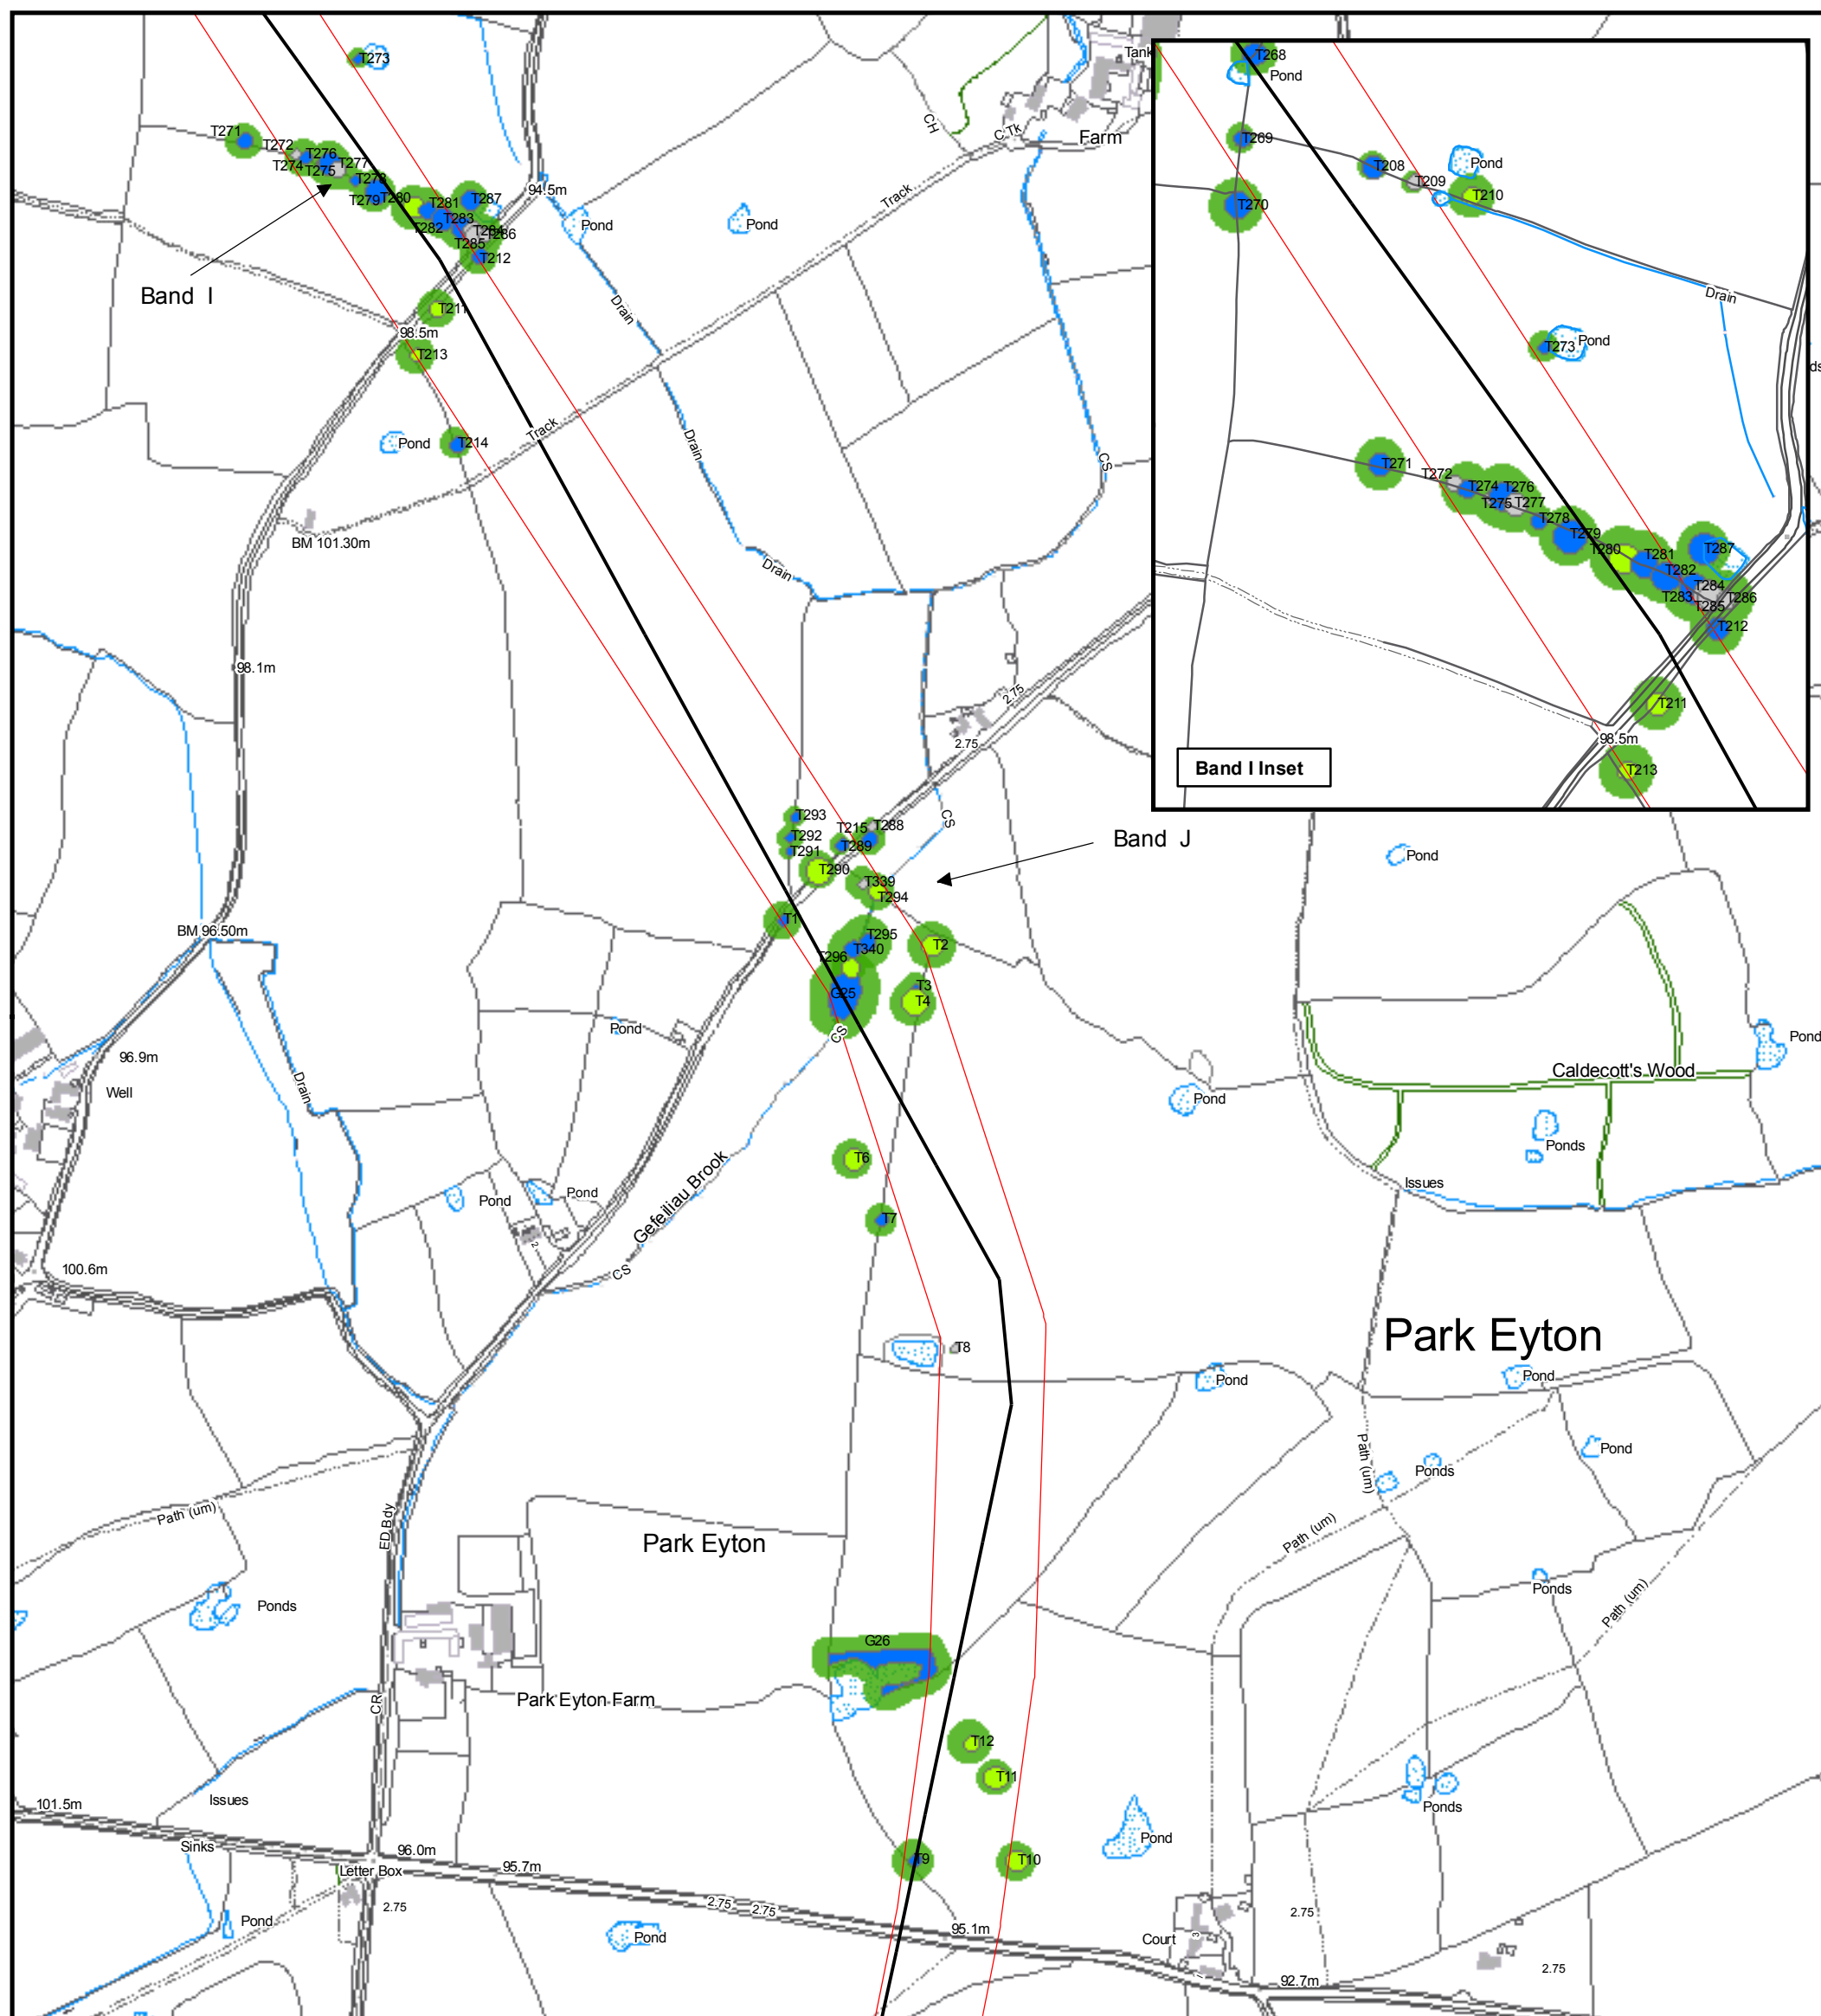 T273
Tank
C Tk
CH
Farm
T271
T272
T276
T277
T274
T275
T278
T279
T280
T281
T287
T283
T282
T284
T286
T285
T212
94.5m
Pond
Pond
Track
Band I
T211
98.5m
T213
Drain
Pond
T214
Track
Drain
CS
BM 101.30m
Drain
98.1m
2.75
2.75
T293
T292
T291
T215
T288
T289
T290
CS
T339
T294
Band J
T1
T295
T340
T296
T2
T3
T4
G25
CS
BM 96.50m
Pond
96.9m
Well
Drain
Pond
Pond
2
Gefeiliau Brook
CS
100.6m
T6
T7
T8
Pond
Pond
Caldecott's Wood
Pond
Ponds
Issues
Park Eyton
Pond
Pond
Pond
Path (um)
Ponds
Path (um)
Ponds
Path (um)
Path (um)
ED Bdy
Park Eyton
Ponds
G26
Park Eyton Farm
CR
T12
T11
Issues
101.5m
Sinks
96.0m
Letter Box
95.7m
2.75
2.75
2.75
T9
T10
Pond
Ponds
Pond
Pond
95.1m
Court
3
2.75
2.75
92.7m
T268
Pond
T269
T208
Pond
T209
T210
T270
Drain
T273
Pond
ds
T271
T272
T274
T276
T275
T277
T278
T279
T280
T281
T287
T282
T284
T283
T285
T286
T212
T211
98.5m
T213
Band I Inset